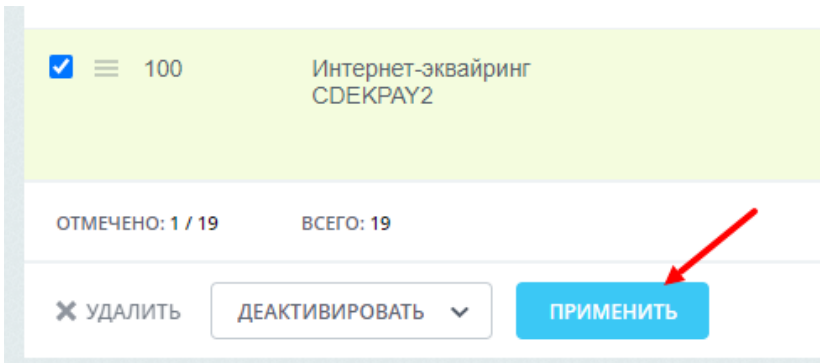 100 Интернет-эквайринг
CDEKPAY2
ОТМЕЧЕНО: 1 / 19 ВСЕГО: 19
УДАЛИТЬ ДЕАКТИВИРОВАТЬ ПРИМЕНИТЬ